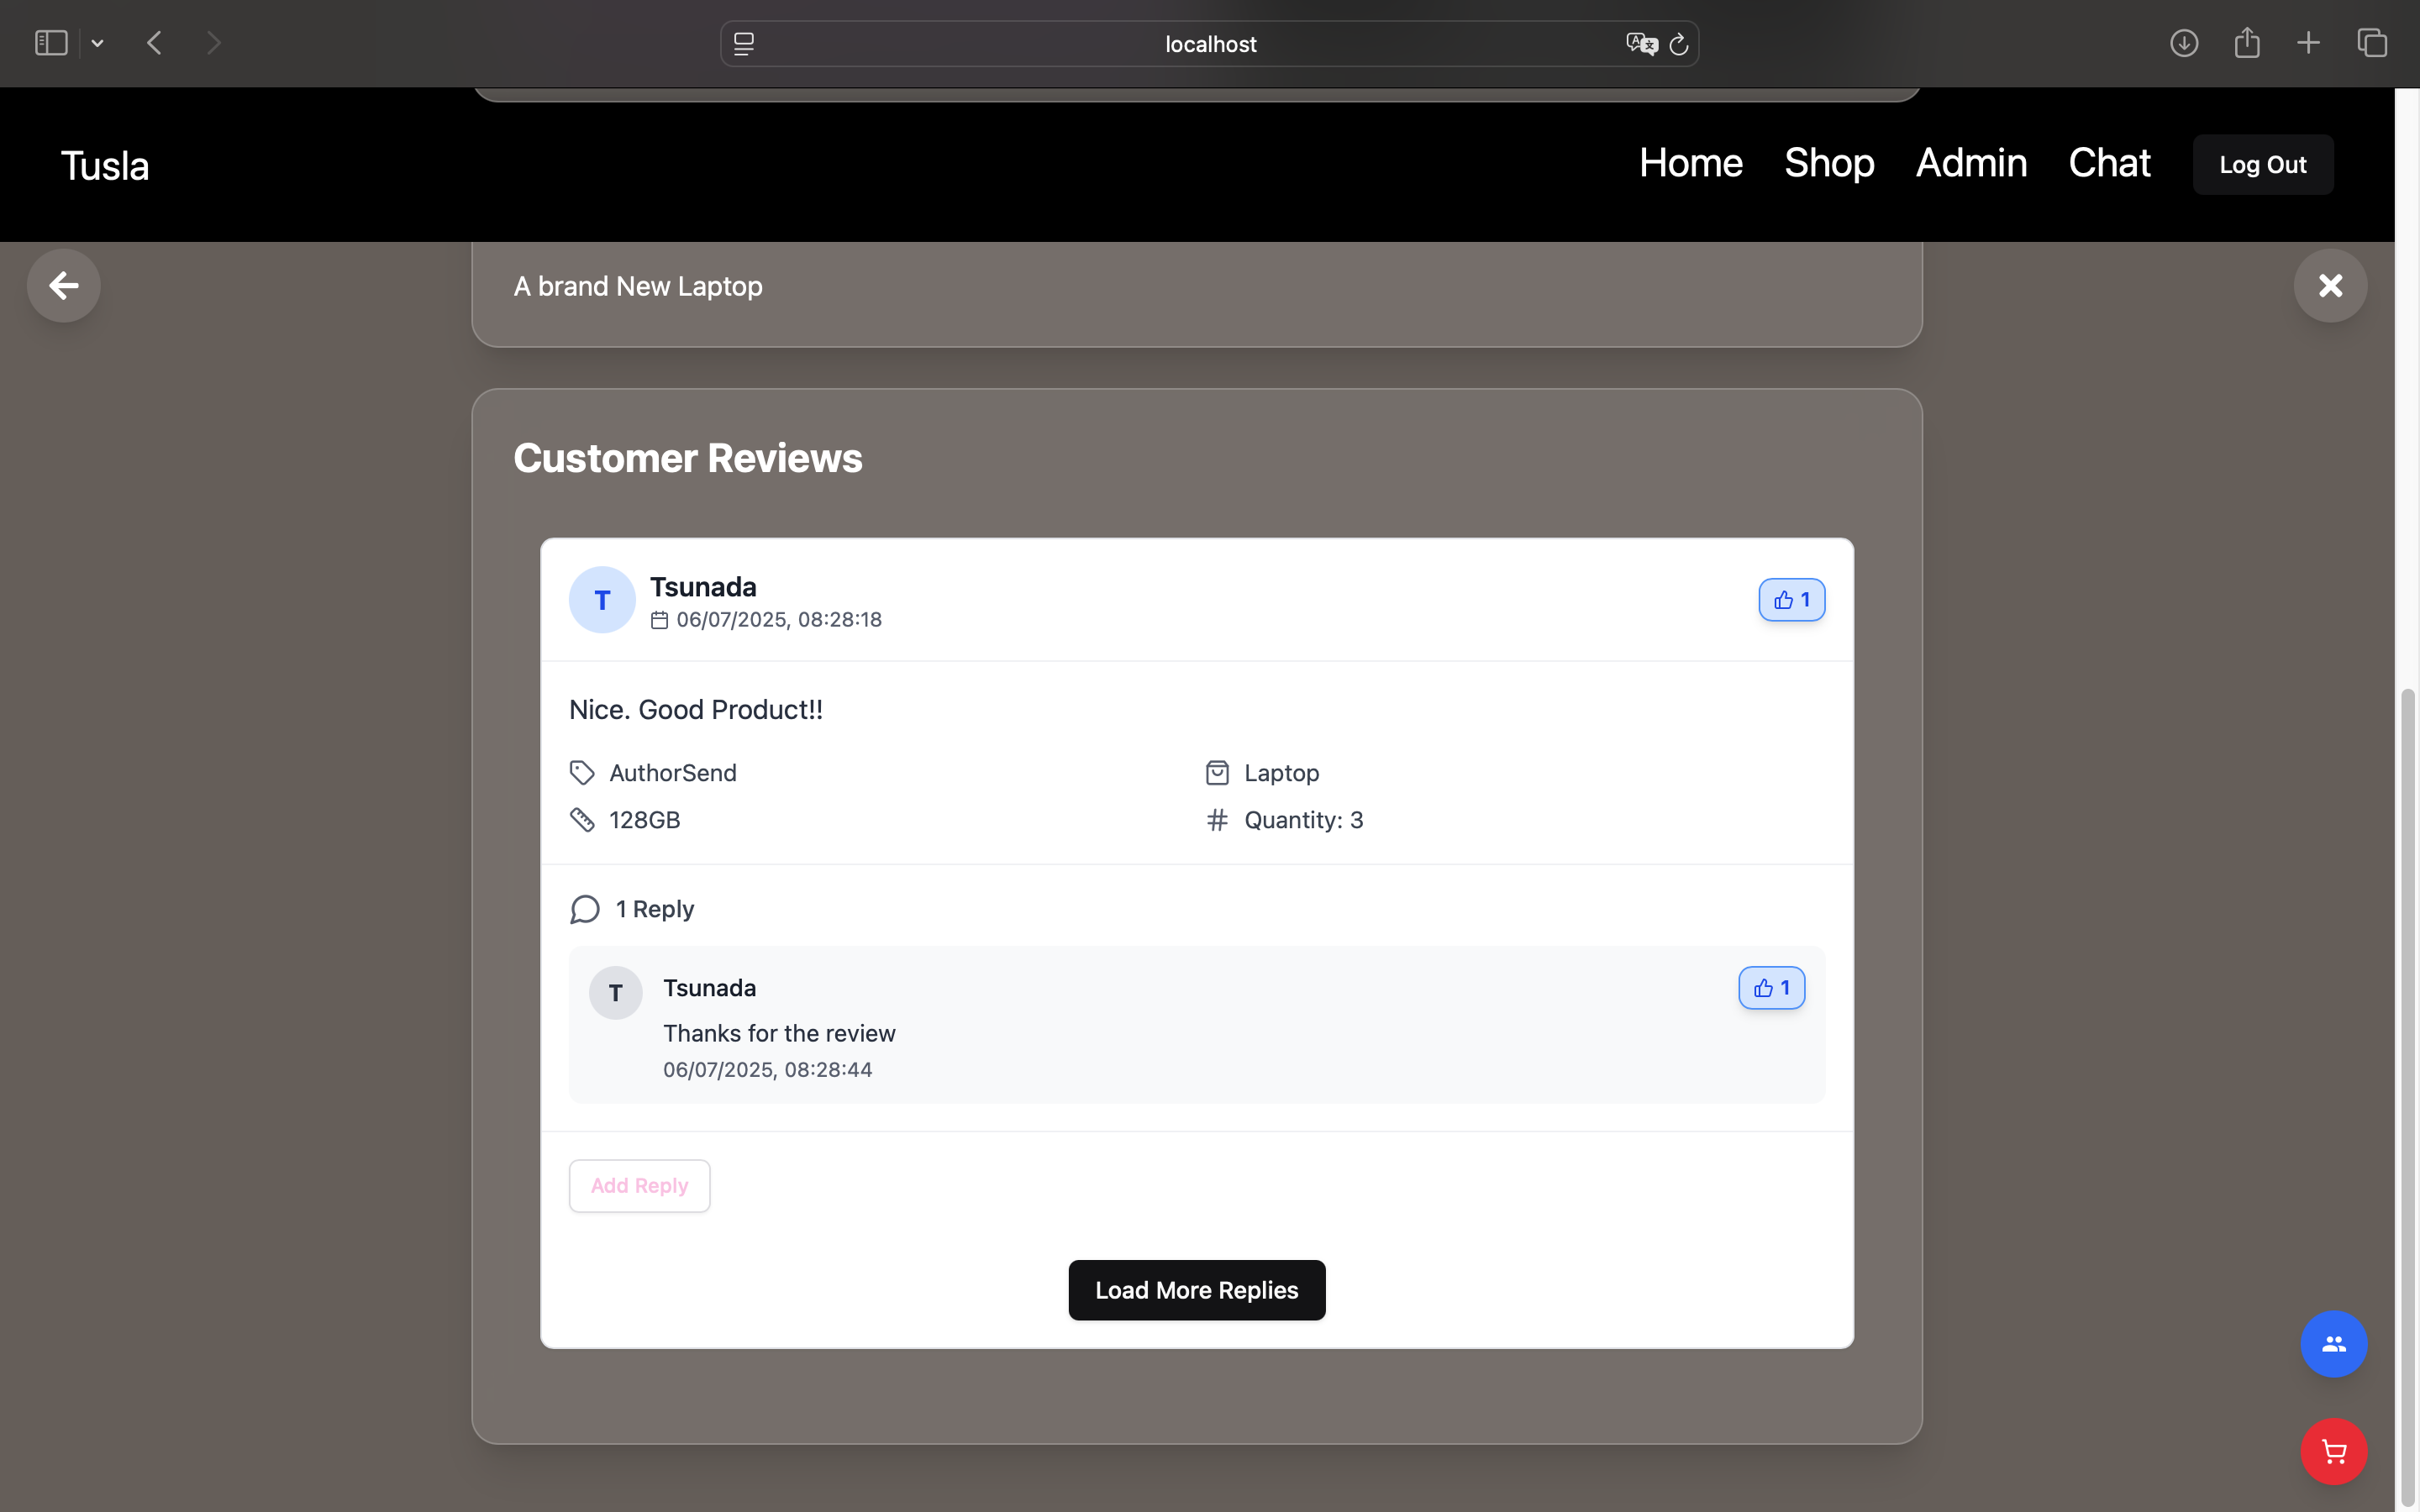 localhost
Tusla
Home Shop Admin Chat Log Out
A brand New Laptop
Customer Reviews
T
Tsunada
06/07/2025, 08:28:18
1
Nice. Good Product!!
AuthorSend
Laptop
128GB
# Quantity: 3
1 Reply
T
Tsunada
1
Thanks for the review
06/07/2025, 08:28:44
Add Reply
Load More Replies